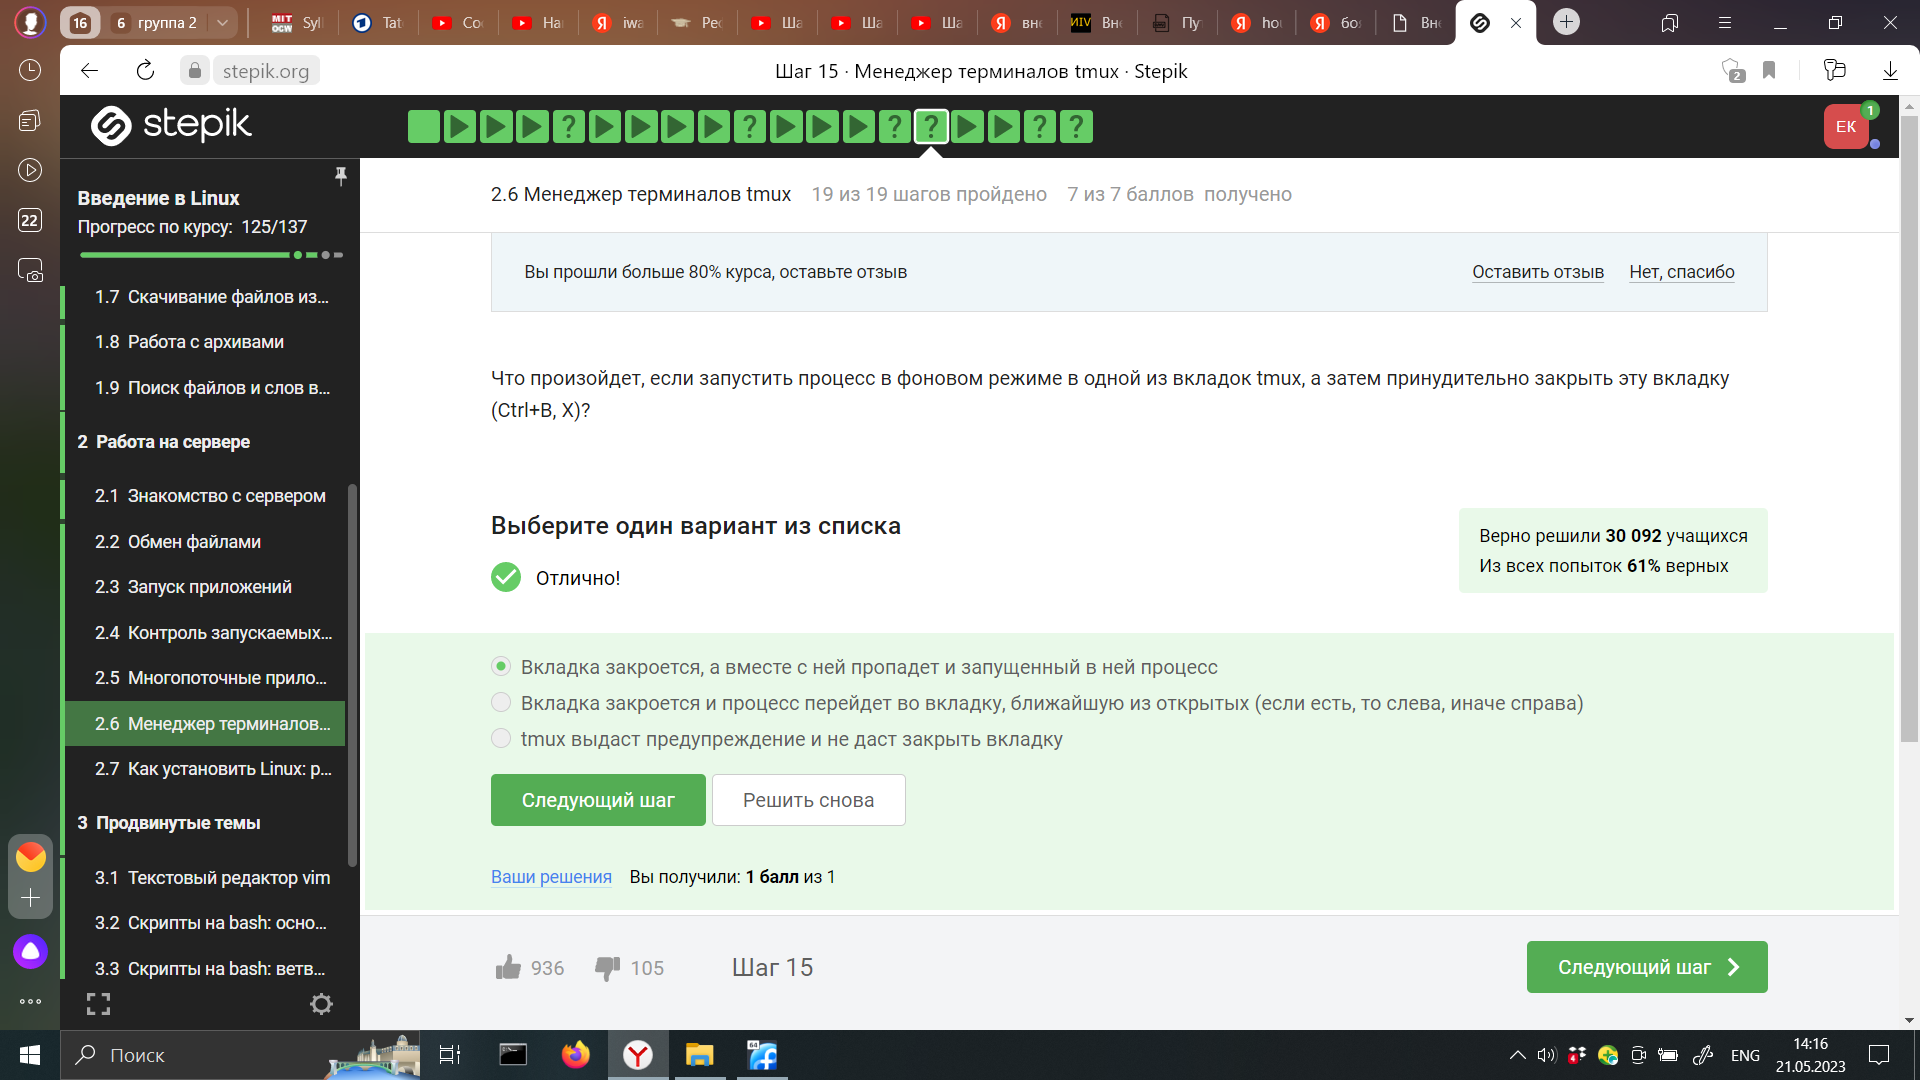 16
6 группа 2
MIT OCW Syl
Tat
Со
На
iwa
Рес
Ша
Ша
Ша
вне
Вн
Пу
hou
боя
Вн
stepik.org
Шаг 15 · Менеджер терминалов tmux · Stepik
2
22
stepik
? ? ? ? ? ?
ЕК
1
Введение в Linux
Прогресс по курсу: 125/137
1.7 Скачивание файлов из...
1.8 Работа с архивами
1.9 Поиск файлов и слов в...
2 Работа на сервере
2.1 Знакомство с сервером
2.2 Обмен файлами
2.3 Запуск приложений
2.4 Контроль запускаемых...
2.5 Многопоточные прило...
2.6 Менеджер терминалов...
2.7 Как установить Linux: р...
3 Продвинутые темы
3.1 Текстовый редактор vim
3.2 Скрипты на bash: осно...
3.3 Скрипты на bash: ветв...
2.6 Менеджер терминалов tmux 19 из 19 шагов пройдено 7 из 7 баллов получено
Вы прошли больше 80% курса, оставьте отзыв
Оставить отзыв Нет, спасибо
Что произойдет, если запустить процесс в фоновом режиме в одной из вкладок tmux, а затем принудительно закрыть эту вкладку
(Ctrl+B, X)?
Выберите один вариант из списка
Отлично!
Верно решили 30 092 учащихся
Из всех попыток 61% верных
Вкладка закроется, а вместе с ней пропадет и запущенный в ней процесс
Вкладка закроется и процесс перейдет во вкладку, ближайшую из открытых (если есть, то слева, иначе справа)
tmux выдаст предупреждение и не даст закрыть вкладку
Следующий шаг
Решить снова
Ваши решения Вы получили: 1 балл из 1
936 105 Шаг 15
Следующий шаг
Поиск
64
4
ENG
14:16
21.05.2023